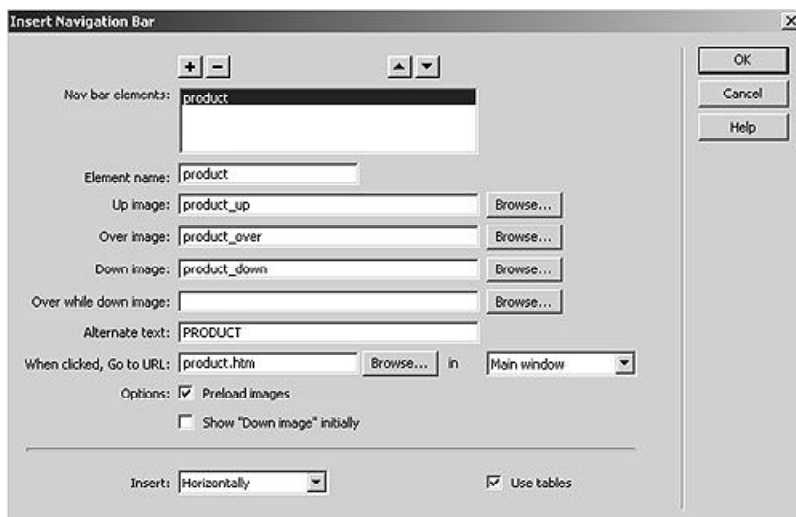 Insert Navigation Bar
OK
Nav bar elements: product
Cancel
Help
Element name: product
Up image: product_up Browse...
Over image: product_over Browse...
Down image: product_down Browse...
Over while down image: Browse...
Alternate text: PRODUCT
When clicked, Go to URL: product.htm Browse... in Main window
Options: Preload images
Show "Down image" initially
Insert: Horizontally Use tables